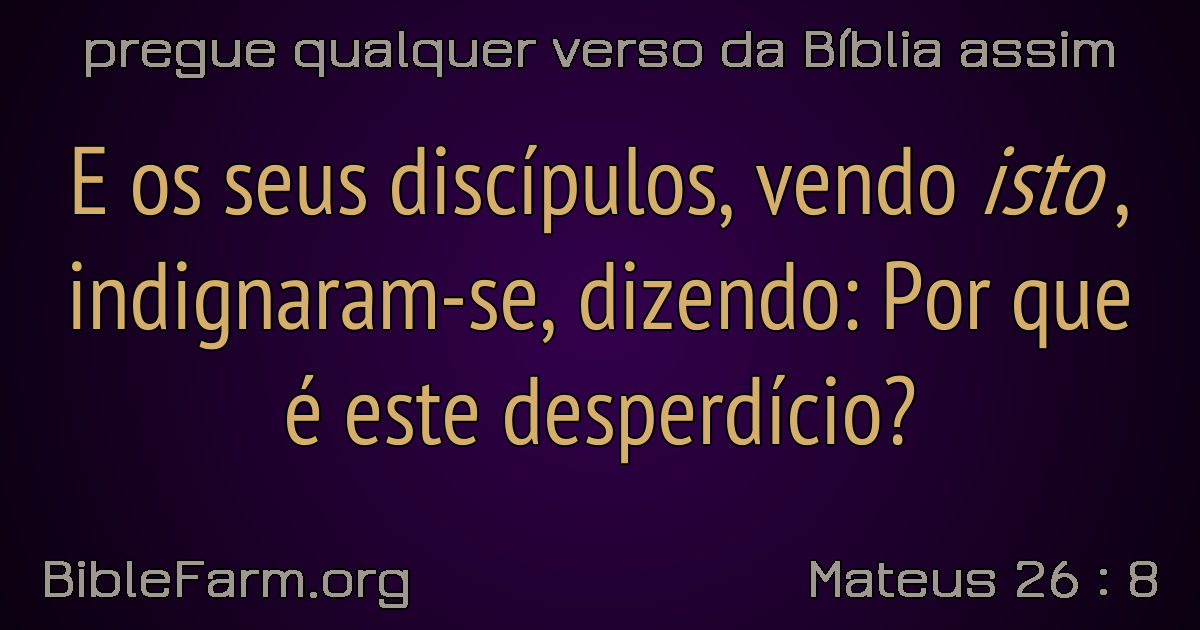 pregue qualquer verso da Bíblia assim
E os seus discípulos, vendo isto ,
indignaram-se, dizendo: Por que
é este desperdício?
BibleFarm.org
Mateus 26 : 8